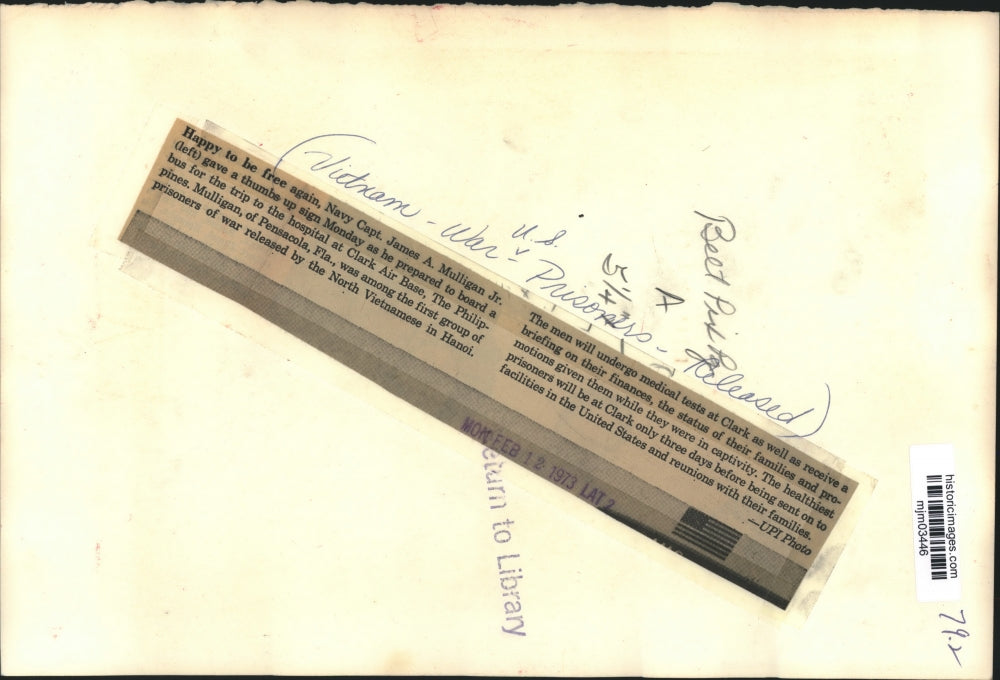 Happy to be free again, Navy Capt. James A. Mulligan Jr.
(left) gave a thumbs up sign Monday as he prepared to board a
bus for the trip to the hospital at Clark Air Base, The Philip-
pines. Mulligan, of Pensacola, Fla., was among the first group of
prisoners of war released by the North Vietnamese in Hanoi.
The men will undergo medical tests at Clark as well as receive a
briefing on their finances, the status of their families and pro-
motions given them while they were in captivity. The healthiest
prisoners will be at Clark only three days before being sent on to
facilities in the United States and reunions with their families.
—UPI Photo
(Vietnam - War - U.S. Prisoners - Released)
A
MON FEB 12 1973 LAT 2
Return to Library
historicimages.com
mjm03446
79.2